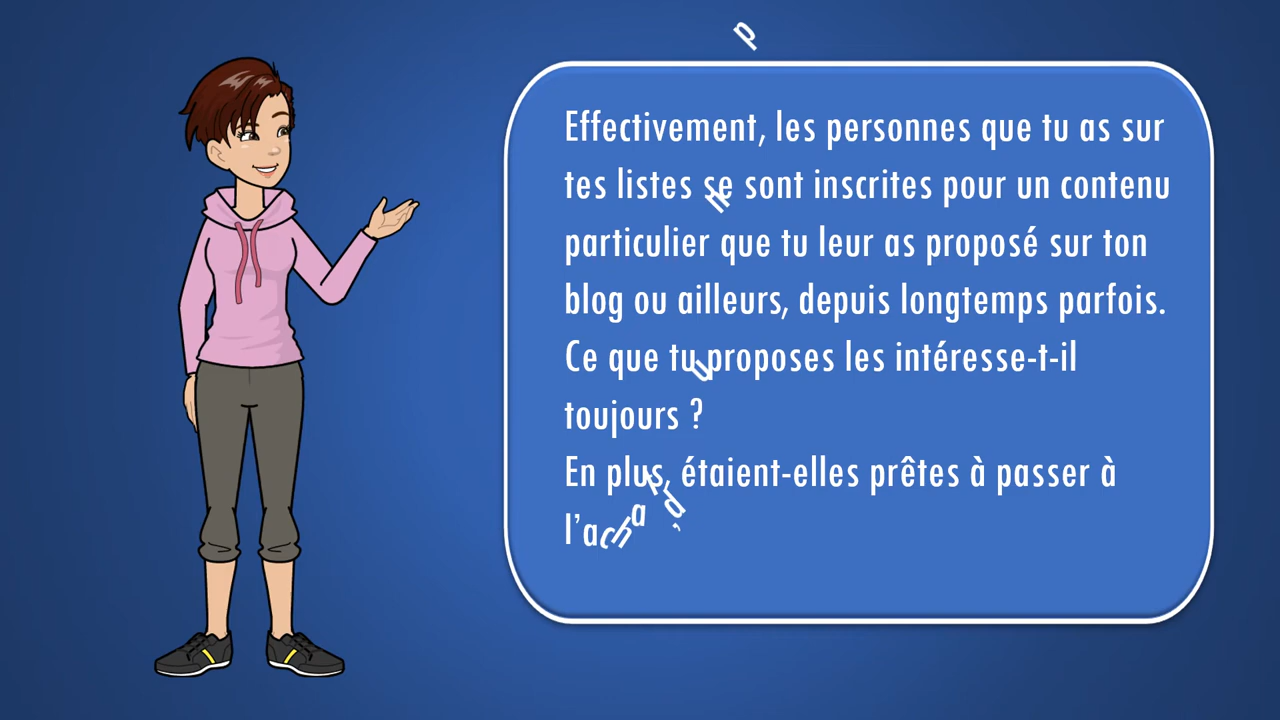 Effectivement, les personnes que tu as sur
tes listes se sont inscrites pour un contenu
particulier que tu leur as proposé sur ton
blog ou ailleurs, depuis longtemps parfois.
Ce que tu proposes les intéresse-t-il
toujours ?
En plus, étaient-elles prêtes à passer à